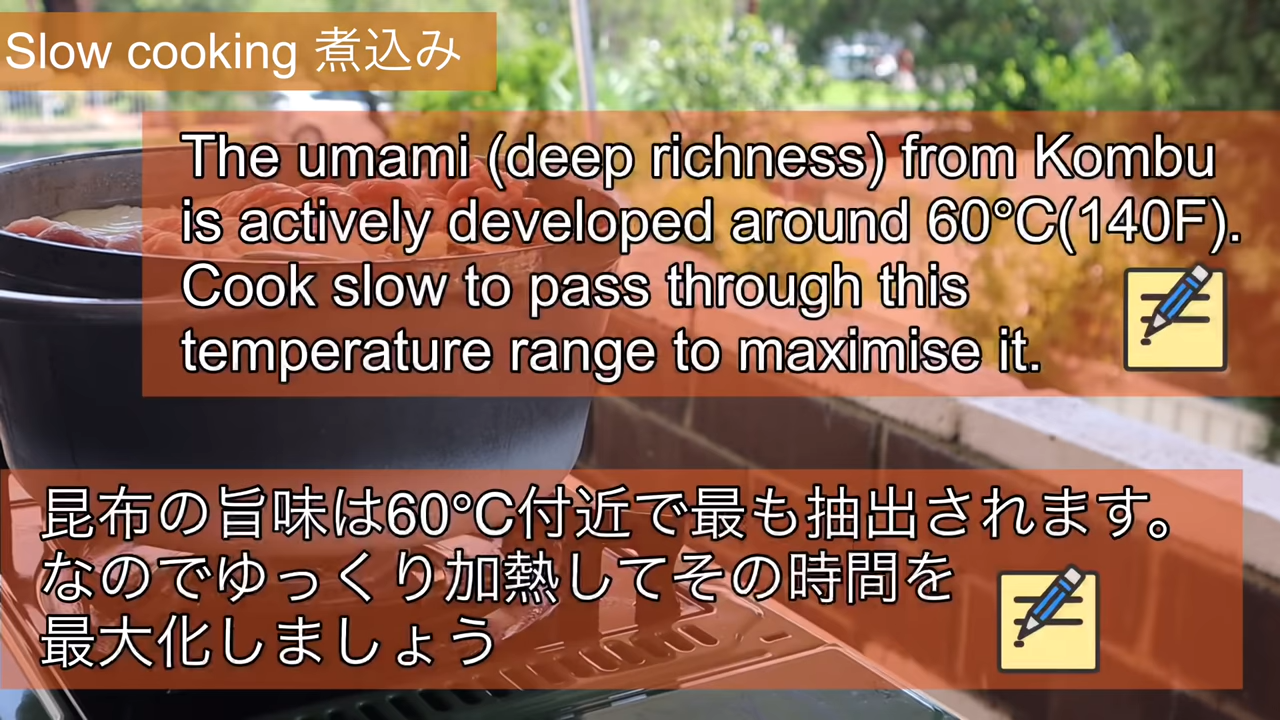 Slow cooking 煮込み
The umami (deep richness) from Kombu
is actively developed around 60°C(140F).
Cook slow to pass through this
temperature range to maximise it.
昆布の旨味は60℃付近で最も抽出されます。
なのでゆっくり加熱してその時間を
最大化しましょう